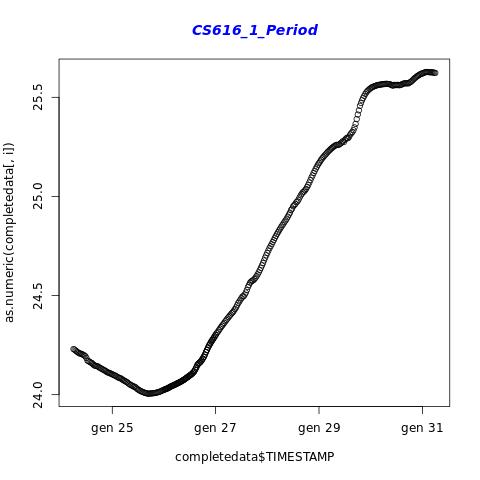 CS616_1_Period
as.numeric(completedata[, i])
25.5
25.0
24.5
24.0
gen 25 gen 27 gen 29 gen 31
completedata$TIMESTAMP